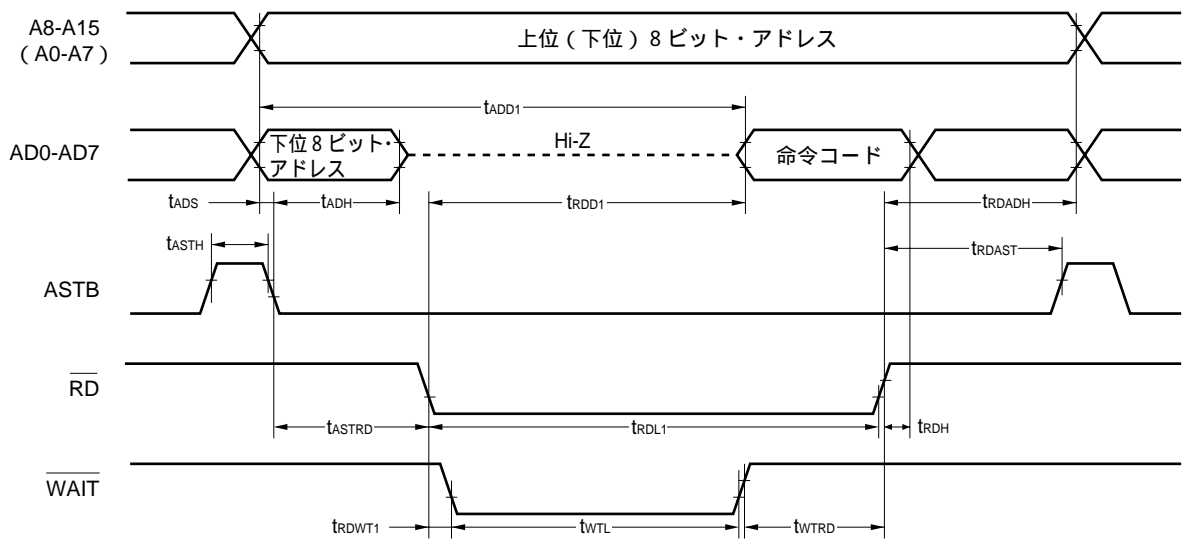 A8-A15
（A0-A7）
上位（下位）8ビット・アドレス
tADD1
AD0-AD7
下位8ビット・
アドレス
Hi-Z
命令コード
tADS
tADH
tRDD1
tRDADH
tASTH
tRDAST
ASTB
RD
tASTRD
tRDL1
tRDH
WAIT
tRDWT1
tWTL
tWTRD